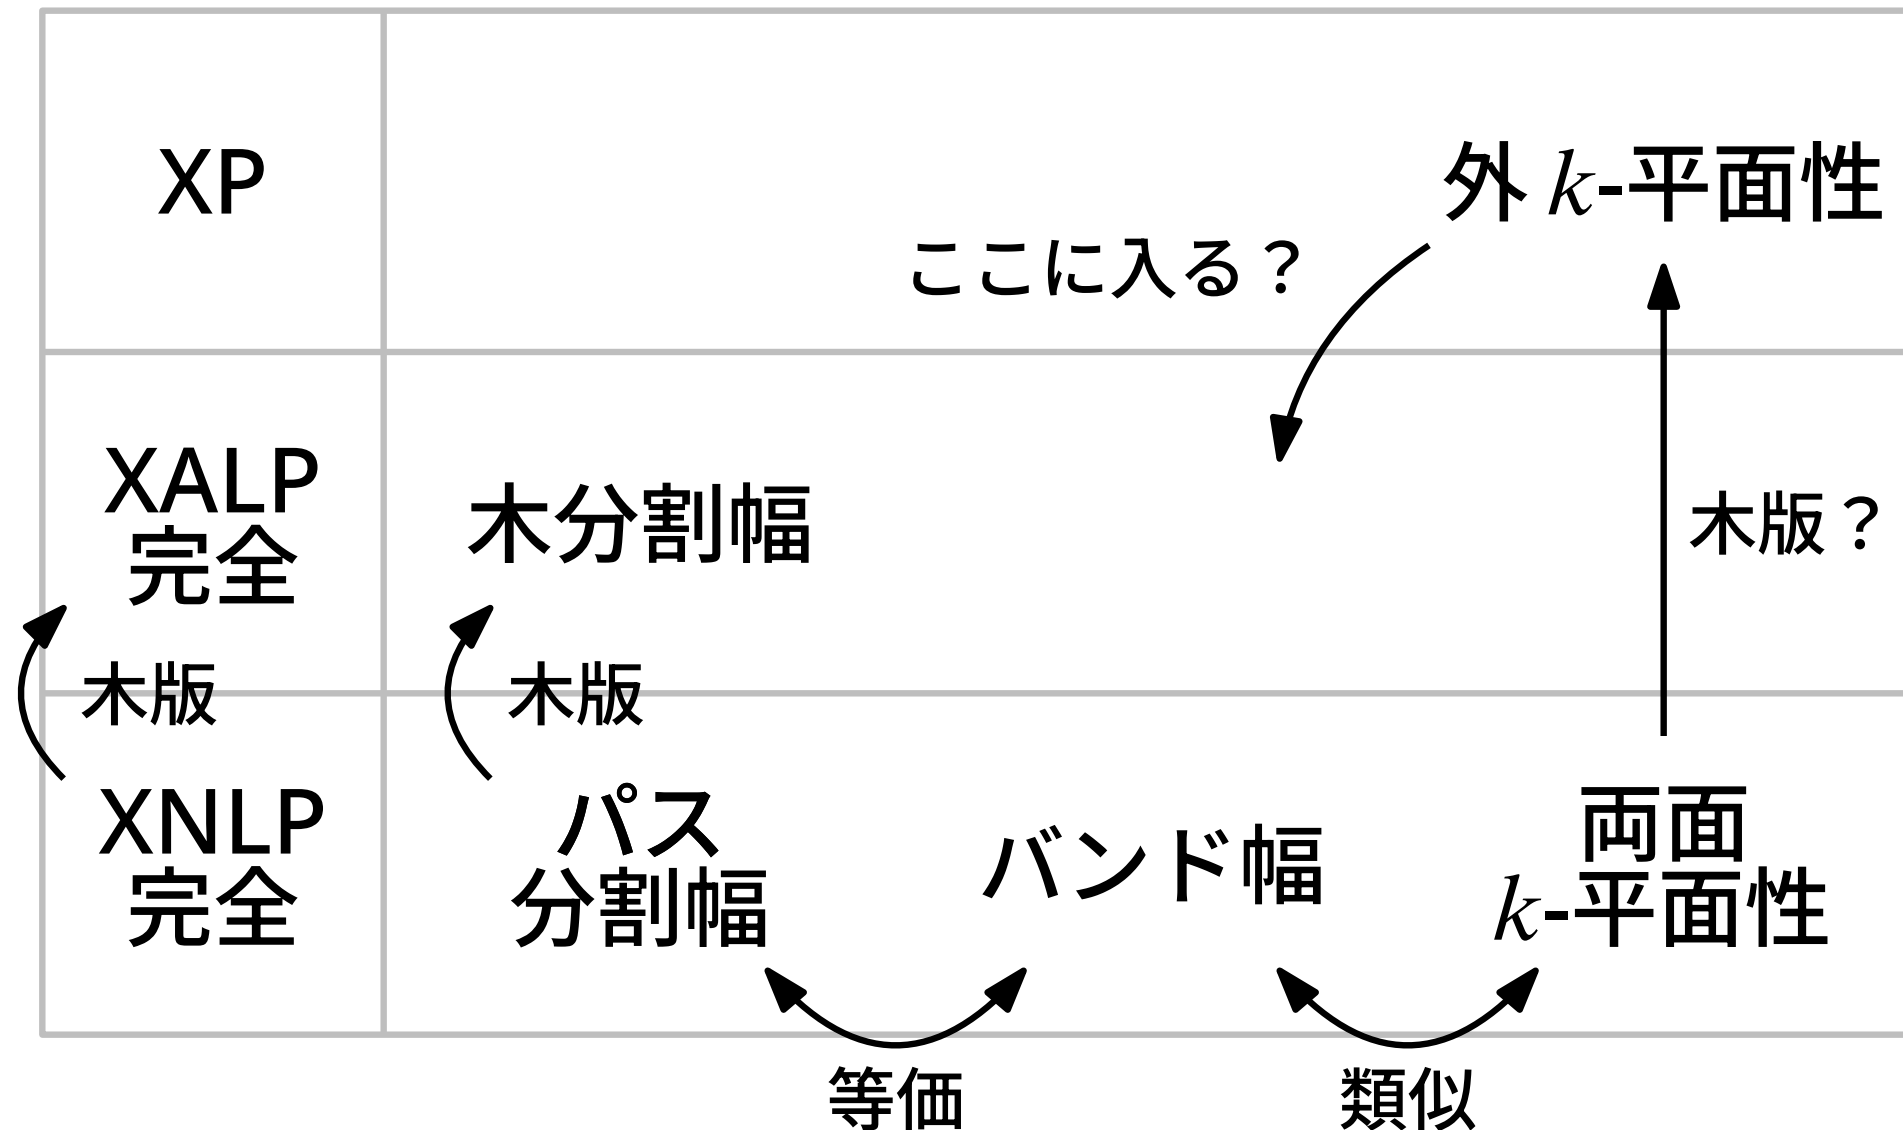 XP
外 k-平面性
ここに入る？
XALP
完全
木分割幅
木版？
木版
木版
XNLP
完全
パス
分割幅
バンド幅
両面
k-平面性
等価
類似